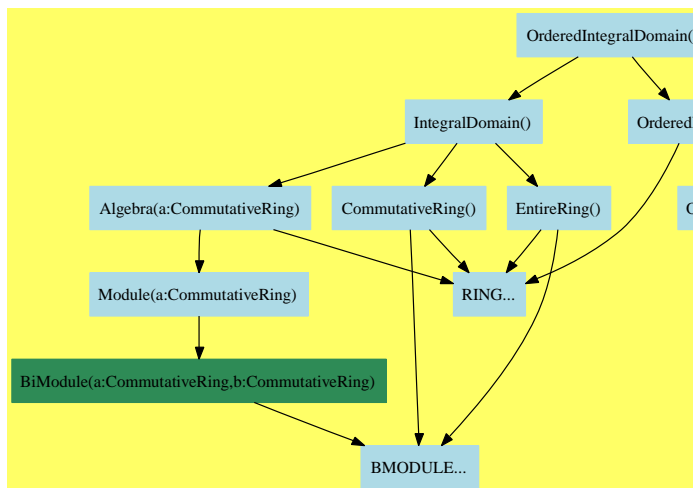 OrderedIntegralDomain(
IntegralDomain()
Algebra(a:CommutativeRing)
CommutativeRing()
EntireRing()
Module(a:CommutativeRing)
RING...
BiModule(a:CommutativeRing,b:CommutativeRing)
BMODULE...